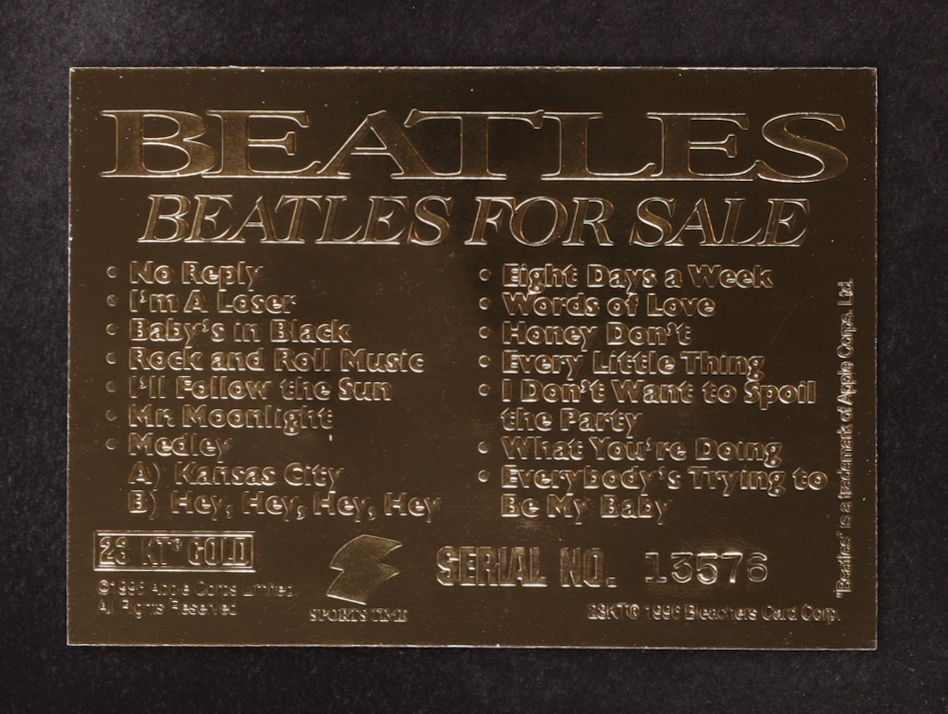 BEATLES
BEATLES FOR SALE
• No Reply
• I'm A Loser
• Baby's in Black
• Rock and Roll Music
• I'll Follow the Sun
• Mr. Moonlight
• Medley
A) Kansas City
B) Hey, Hey, Hey, Hey
• Eight Days a Week
• Words of Love
• Honey Don't
• Every Little Thing
• I Don't Want to Spoil
the Party
• What You're Doing
• Everybody's Trying to
Be My Baby
"Beatles" is a trademark of Apple Corps. Ltd.
23 KT® GOLD
©1996 Apple Corps Limited.
All Rights Reserved
SPORTS TIME
SERIAL NO. 13576
23KT© 1996 Bleachers Card Corp.